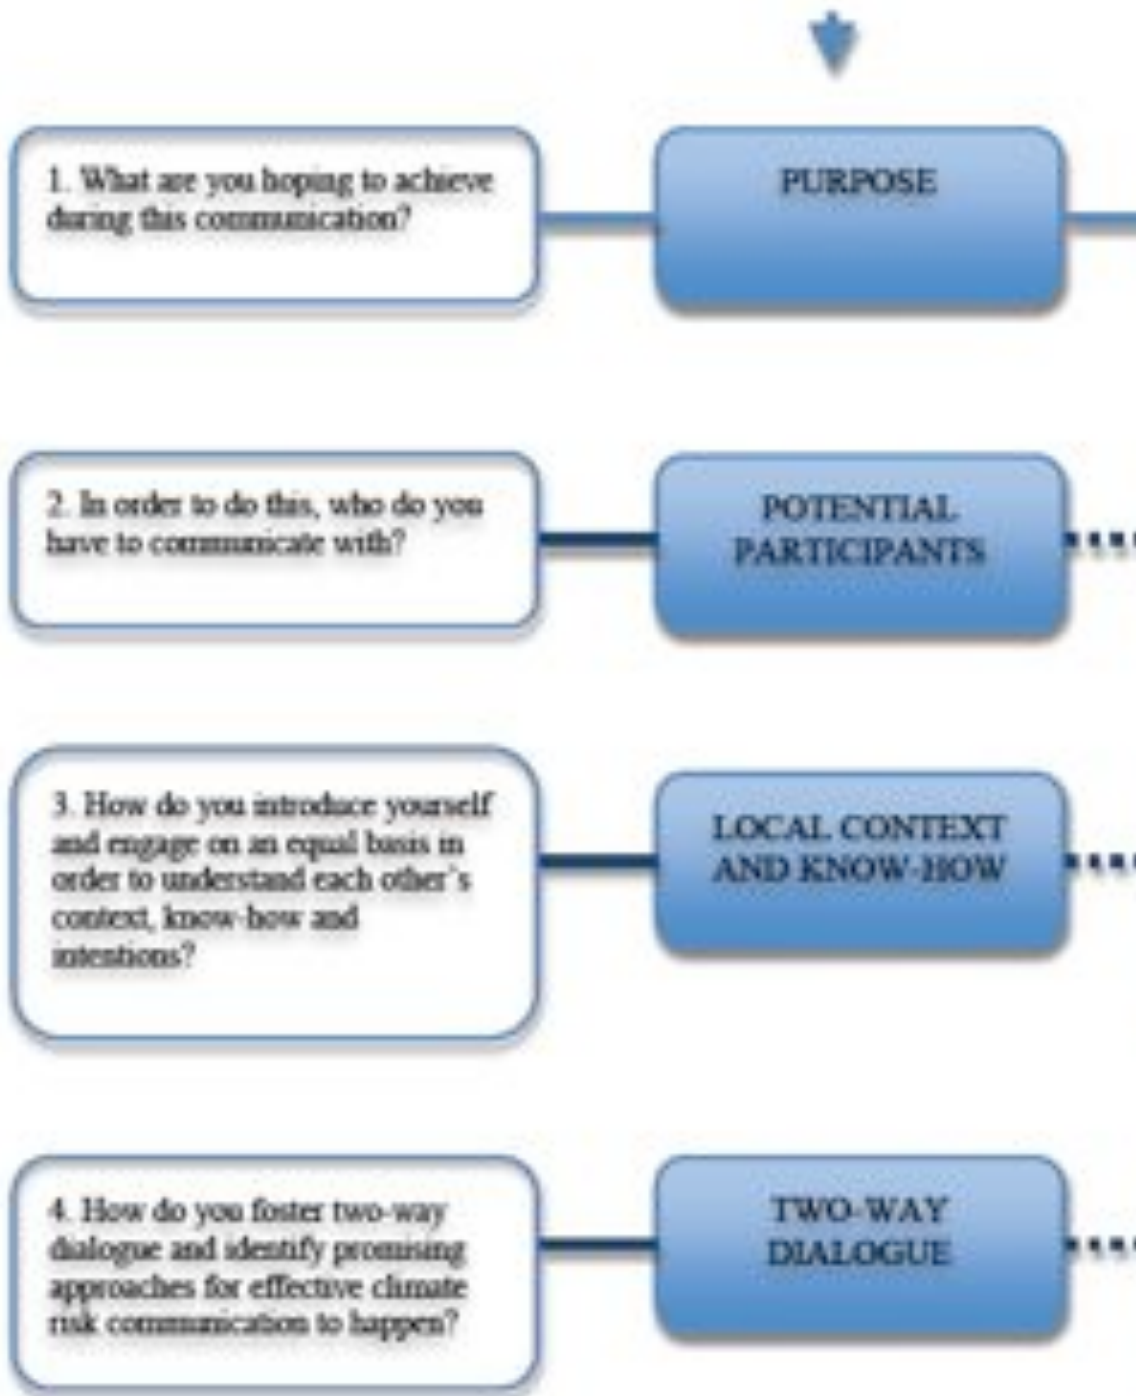 1. What are you hoping to achieve
during this communication?
PURPOSE
2. In order to do this, who do you
have to communicate with?
POTENTIAL
PARTICIPANTS
3. How do you introduce yourself
and engage on an equal basis in
order to understand each other's
context, know-how and
intentions?
LOCAL CONTEXT
AND KNOW-HOW
4. How do you foster two-way
dialogue and identify promising
approaches for effective climate
risk communication to happen?
TWO-WAY
DIALOGUE